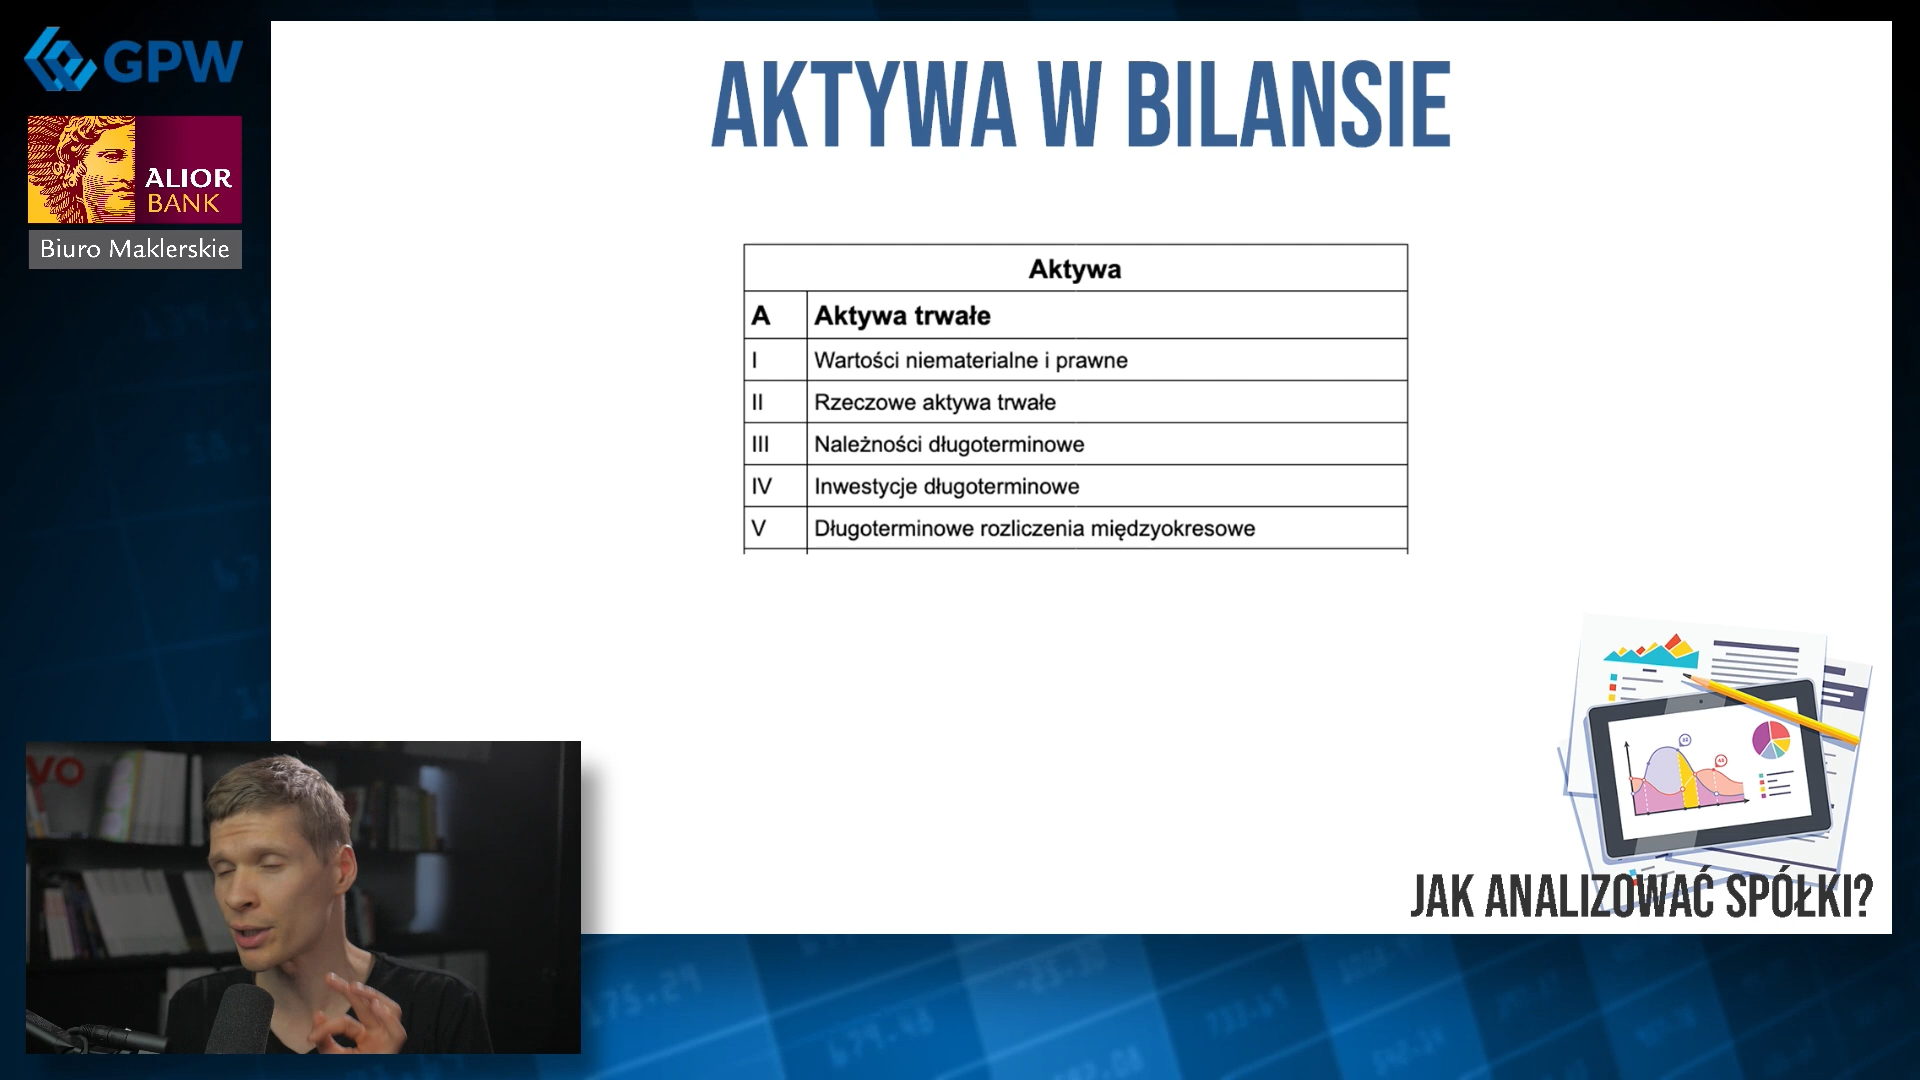 GPW
ALIOR
BANK
Biuro Maklerskie
AKTYWA W BILANSIE
Aktywa
A Aktywa trwałe
I Wartości niematerialne i prawne
II Rzeczowe aktywa trwałe
III Należności długoterminowe
IV Inwestycje długoterminowe
V Długoterminowe rozliczenia międzyokresowe
JAK ANALIZOWAĆ SPÓŁKI?